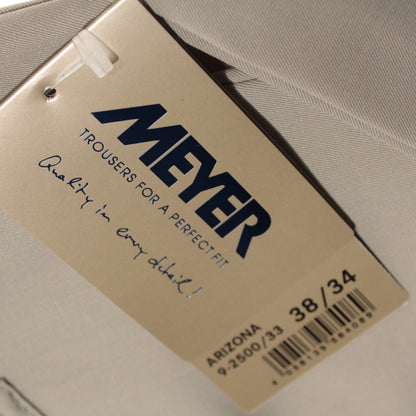 MEYER
TROUSERS FOR A PERFECT FIT
Quality in every detail!
ARIZONA
9-2500/33 38/34